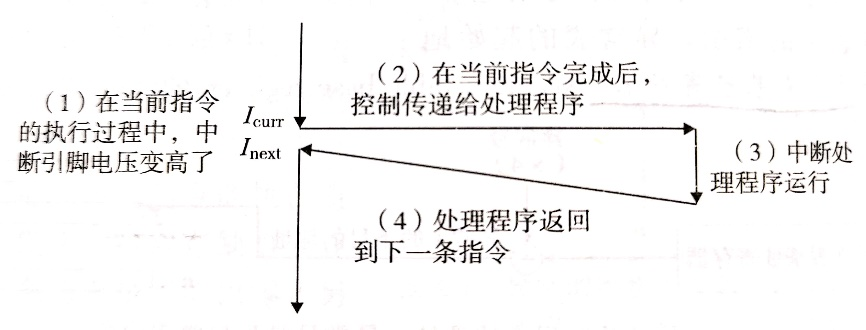 (1)在当前指令
的执行过程中,中
断引脚电压变高了
Icurr
Inext
(2)在当前指令完成后,
控制传递给处理程序
(3)中断处
理程序运行
(4)处理程序返回
到下一条指令